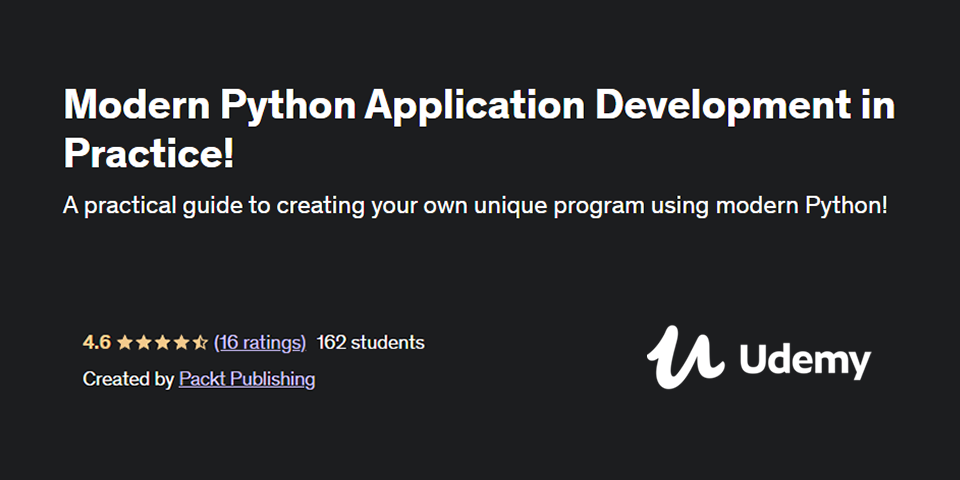 Modern Python Application Development in
Practice!
A practical guide to creating your own unique program using modern Python!
4.6 (16 ratings) 162 students
Created by Packt Publishing
Udemy